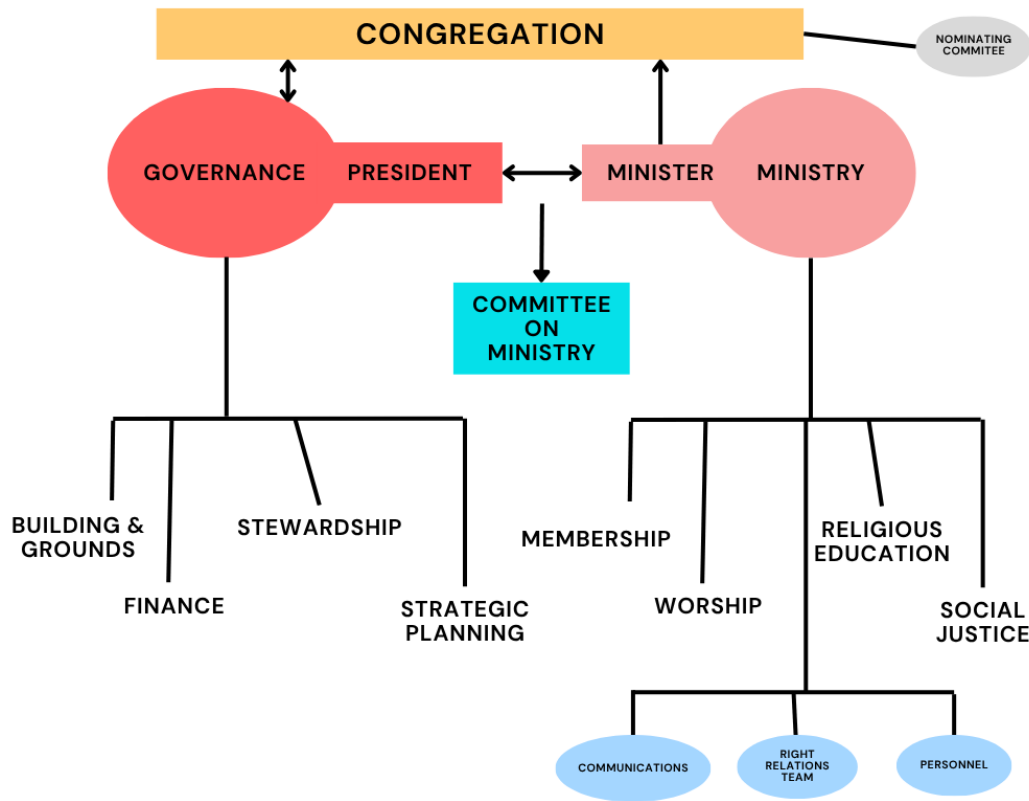 CONGREGATION
NOMINATING
COMMITEE
GOVERNANCE
PRESIDENT
MINISTER
MINISTRY
COMMITTEE
ON
MINISTRY
BUILDING &
GROUNDS
FINANCE
STEWARDSHIP
STRATEGIC
PLANNING
MEMBERSHIP
WORSHIP
RELIGIOUS
EDUCATION
SOCIAL
JUSTICE
COMMUNICATIONS
RIGHT
RELATIONS
TEAM
PERSONNEL